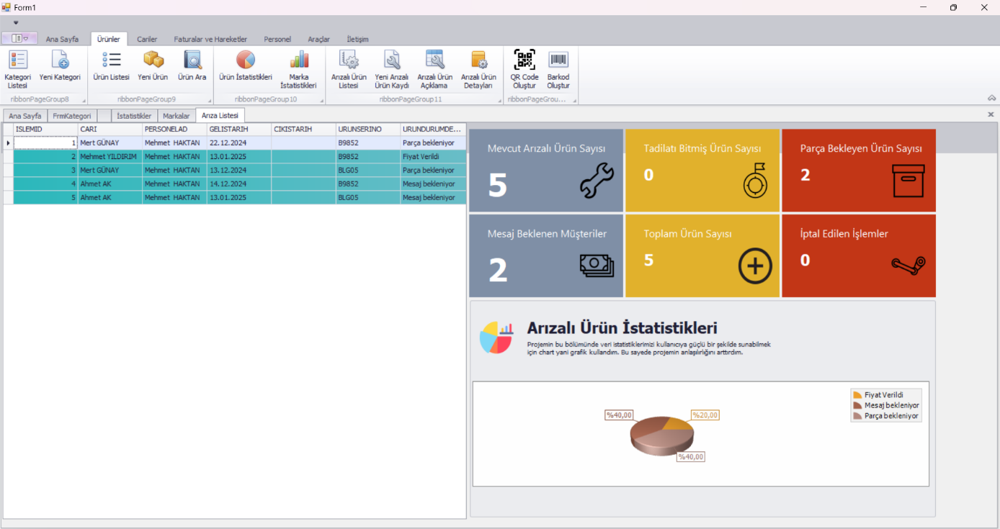 Form1
Ana Sayfa Ürünler Cariler Faturalar ve Hareketler Personel Araçlar İletişim
Kategori Listesi
Yeni Kategori
Ürün Listesi
Yeni Ürün
Ürün Ara
Ürün İstatistikleri
Marka İstatistikleri
Arızalı Ürün Listesi
Yeni Arızalı Ürün Kaydı
Arızalı Ürün Açıklama
Arızalı Ürün Detayları
QR Code Oluştur
Barkod Oluştur
ribbonPageGroup8 ribbonPageGroup9 ribbonPageGroup10 ribbonPageGroup11 ribbonPageGrou...
Ana Sayfa FrmKategori İstatistikler Markalar Arıza Listesi
ISLEMID CARI PERSONELAD GELISTARIH CIKISTARIH URUNSERINO URUNDURUMDE...
1 Mert GÜNAY Mehmet HAKTAN 22.12.2024 B9852 Parça bekleniyor
2 Mehmet YILDIRIM Mehmet HAKTAN 13.01.2025 B9852 Fiyat Verildi
3 Mert GÜNAY Mehmet HAKTAN 13.12.2024 BLG05 Parça bekleniyor
4 Ahmet AK Mehmet HAKTAN 14.12.2024 B9852 Mesaj bekleniyor
5 Ahmet AK Mehmet HAKTAN 13.01.2025 BLG05 Mesaj bekleniyor
Mevcut Arızalı Ürün Sayısı
5
Tadilatı Bitmiş Ürün Sayısı
0
Parça Bekleyen Ürün Sayısı
2
Mesaj Beklenen Müşteriler
2
Toplam Ürün Sayısı
5
İptal Edilen İşlemler
0
Arızalı Ürün İstatistikleri
Projemin bu bölümünde veri istatistiklerimizi kullanıcıya güçlü bir şekilde sunabilmek
için chart yani grafik kullandım. Bu sayede projemin anlaşılırlığını arttırdım.
%40,00
%20,00
%40,00
Fiyat Verildi
Mesaj bekleniyor
Parça bekleniyor